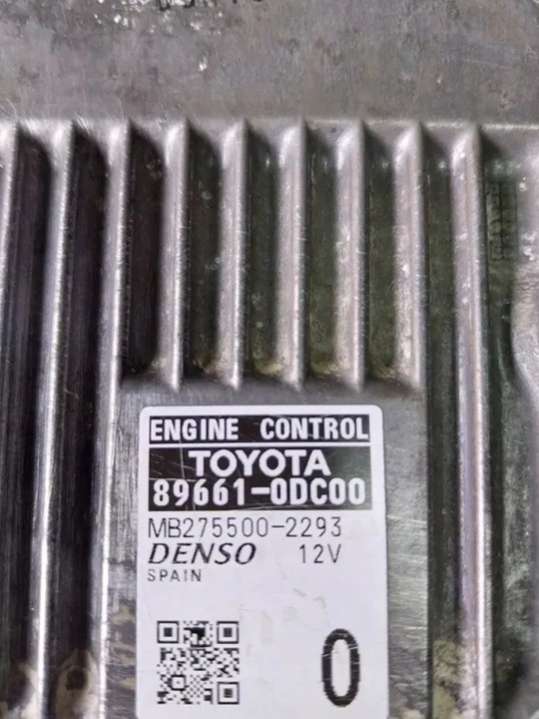 ENGINE CONTROL
TOYOTA
89661-0DC00
MB275500-2293
DENSO 12V
SPAIN
0